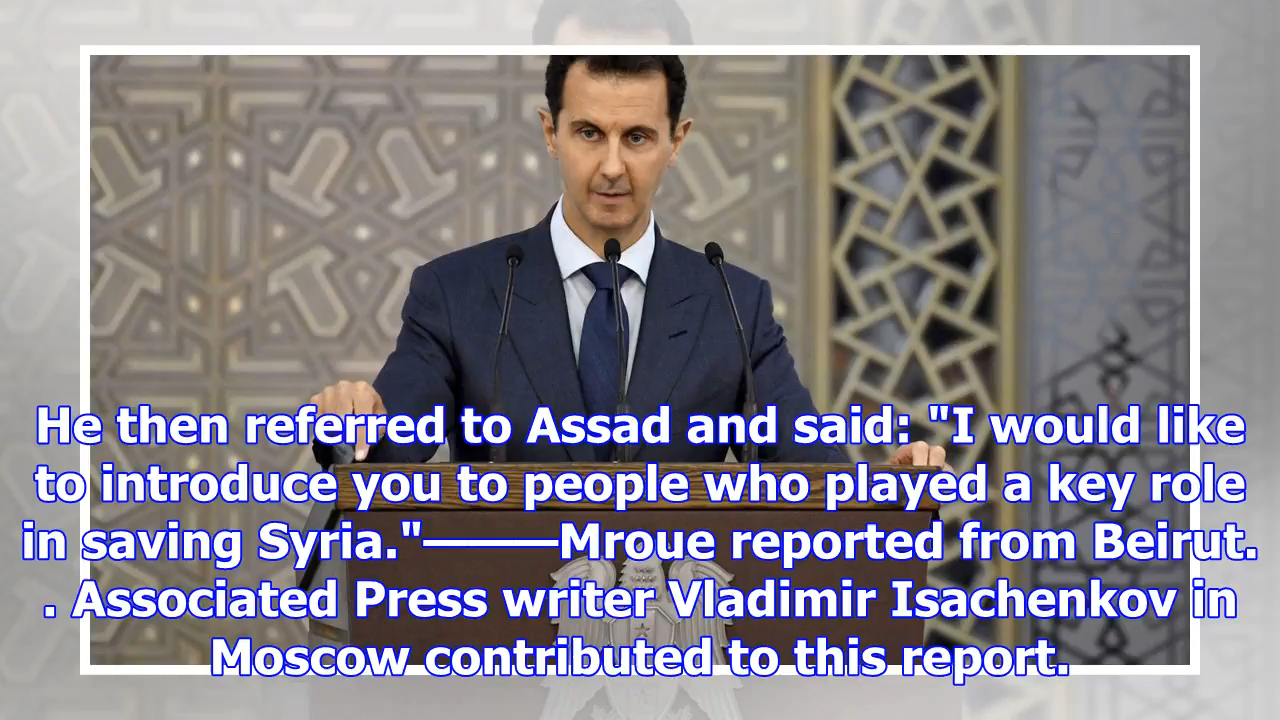 He then referred to Assad and said: "I would like
to introduce you to people who played a key role
in saving Syria."———Mroue reported from Beirut.
. Associated Press writer Vladimir Isachenkov in
Moscow contributed to this report.